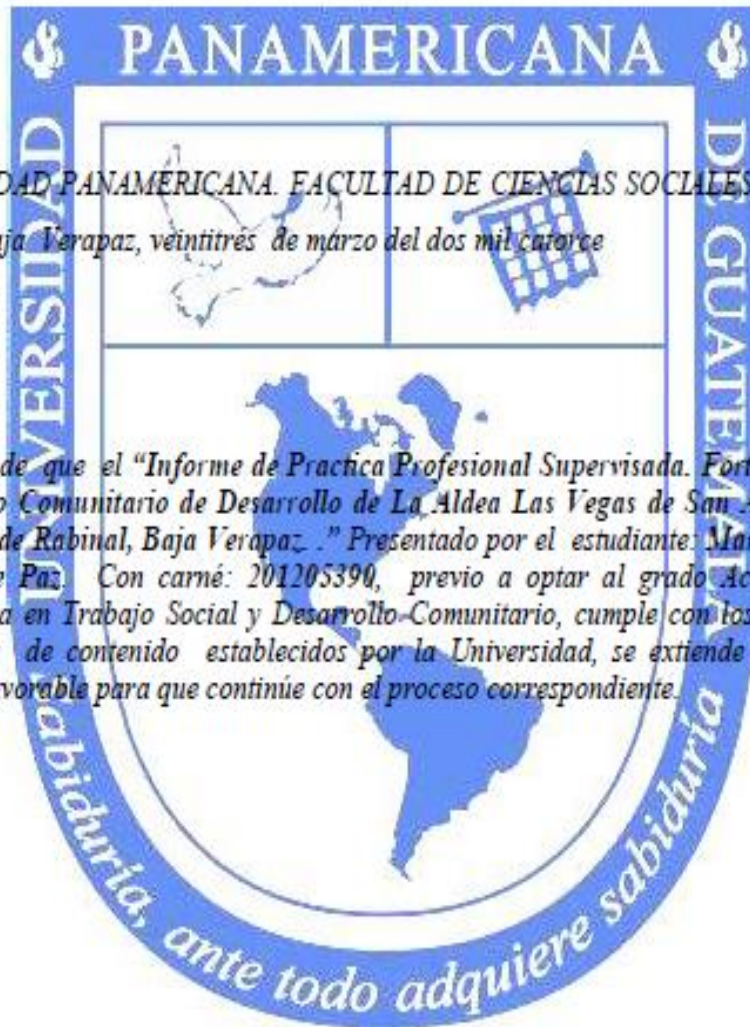 PANAMERICANA
UNIVERSIDAD
DE GUATEMALA
DAD PANAMERICANA. FACULTAD DE CIENCIAS SOCIALES
ja Verapaz, veintitrés de marzo del dos mil catorce
de que el “Informe de Practica Profesional Supervisada. Fort
o Comunitario de Desarrollo de La Aldea Las Vegas de San
de Rabinal, Baja Verapaz .” Presentado por el estudiante: Ma
e Paz. Con carné: 201205390, previo a optar al grado Ac
a en Trabajo Social y Desarrollo Comunitario, cumple con los
de contenido establecidos por la Universidad, se extiende
vorable para que continúe con el proceso correspondiente.
Sabiduría, ante todo adquiere sabiduría